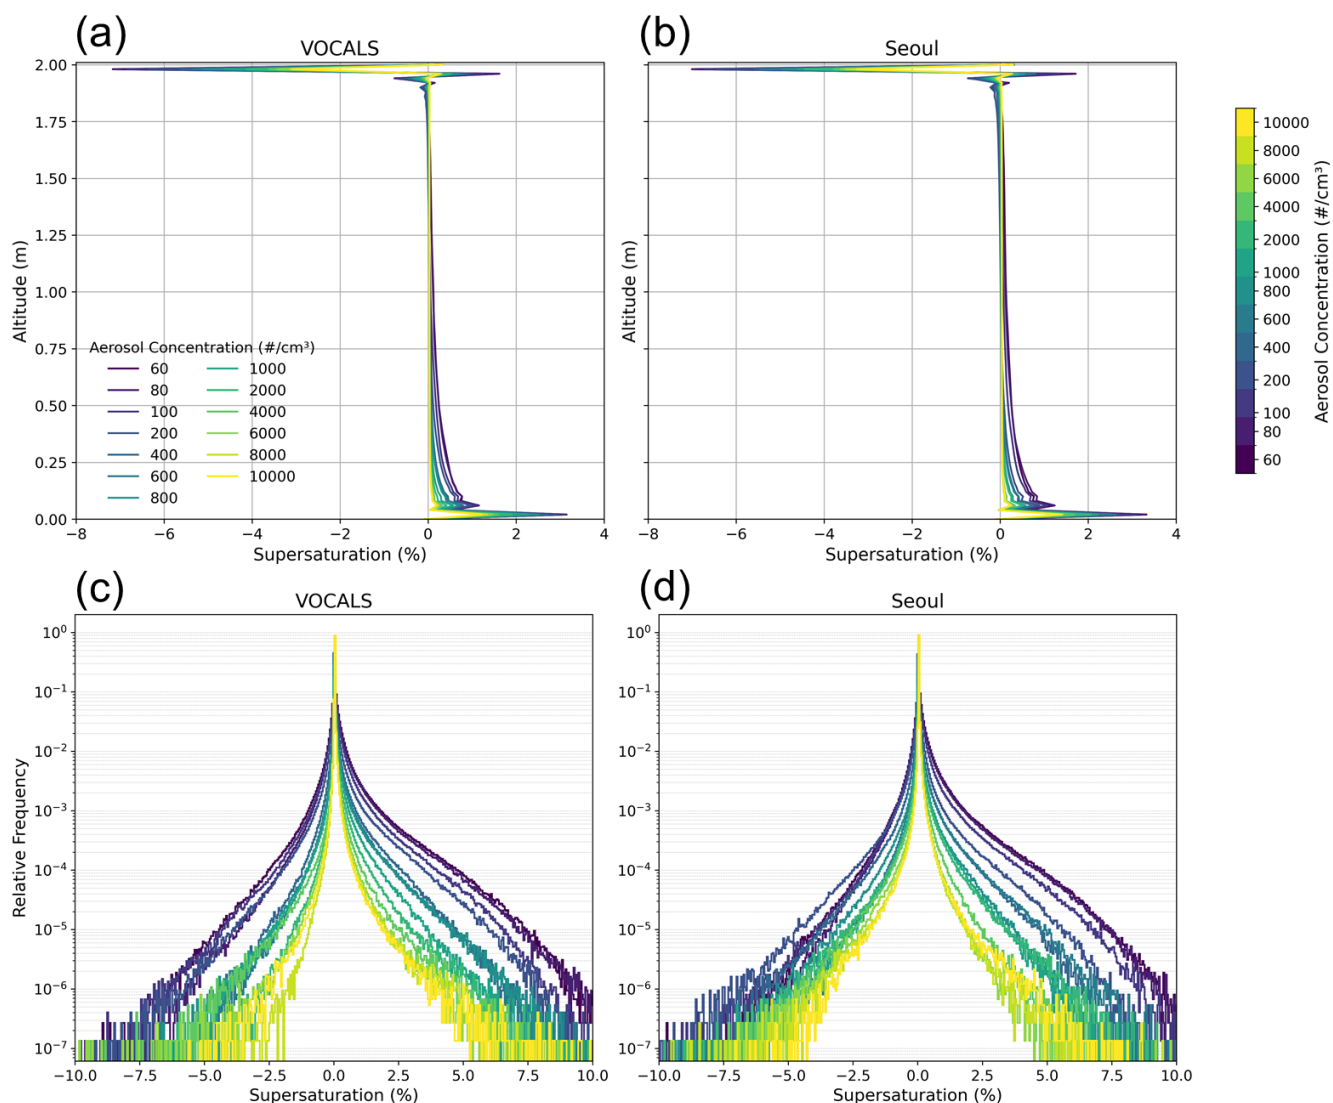 (a)
VOCALS
2.00
1.75
1.50
1.25
1.00
0.75
0.50
0.25
0.00
Altitude (m)
Aerosol Concentration (#/cm³)
60 1000
80 2000
100 4000
200 6000
400 8000
600 10000
800
−8 −6 −4 −2 0 2 4
Supersaturation (%)
(b)
Seoul
Altitude (m)
−8 −6 −4 −2 0 2 4
Supersaturation (%)
10000
8000
6000
4000
2000
1000
800
600
400
200
100
80
60
Aerosol Concentration (#/cm³)
(c)
VOCALS
10⁰
10⁻¹
10⁻²
10⁻³
10⁻⁴
10⁻⁵
10⁻⁶
10⁻⁷
Relative Frequency
−10.0 −7.5 −5.0 −2.5 0.0 2.5 5.0 7.5 10.0
Supersaturation (%)
(d)
Seoul
10⁰
10⁻¹
10⁻²
10⁻³
10⁻⁴
10⁻⁵
10⁻⁶
10⁻⁷
−10.0 −7.5 −5.0 −2.5 0.0 2.5 5.0 7.5 10.0
Supersaturation (%)